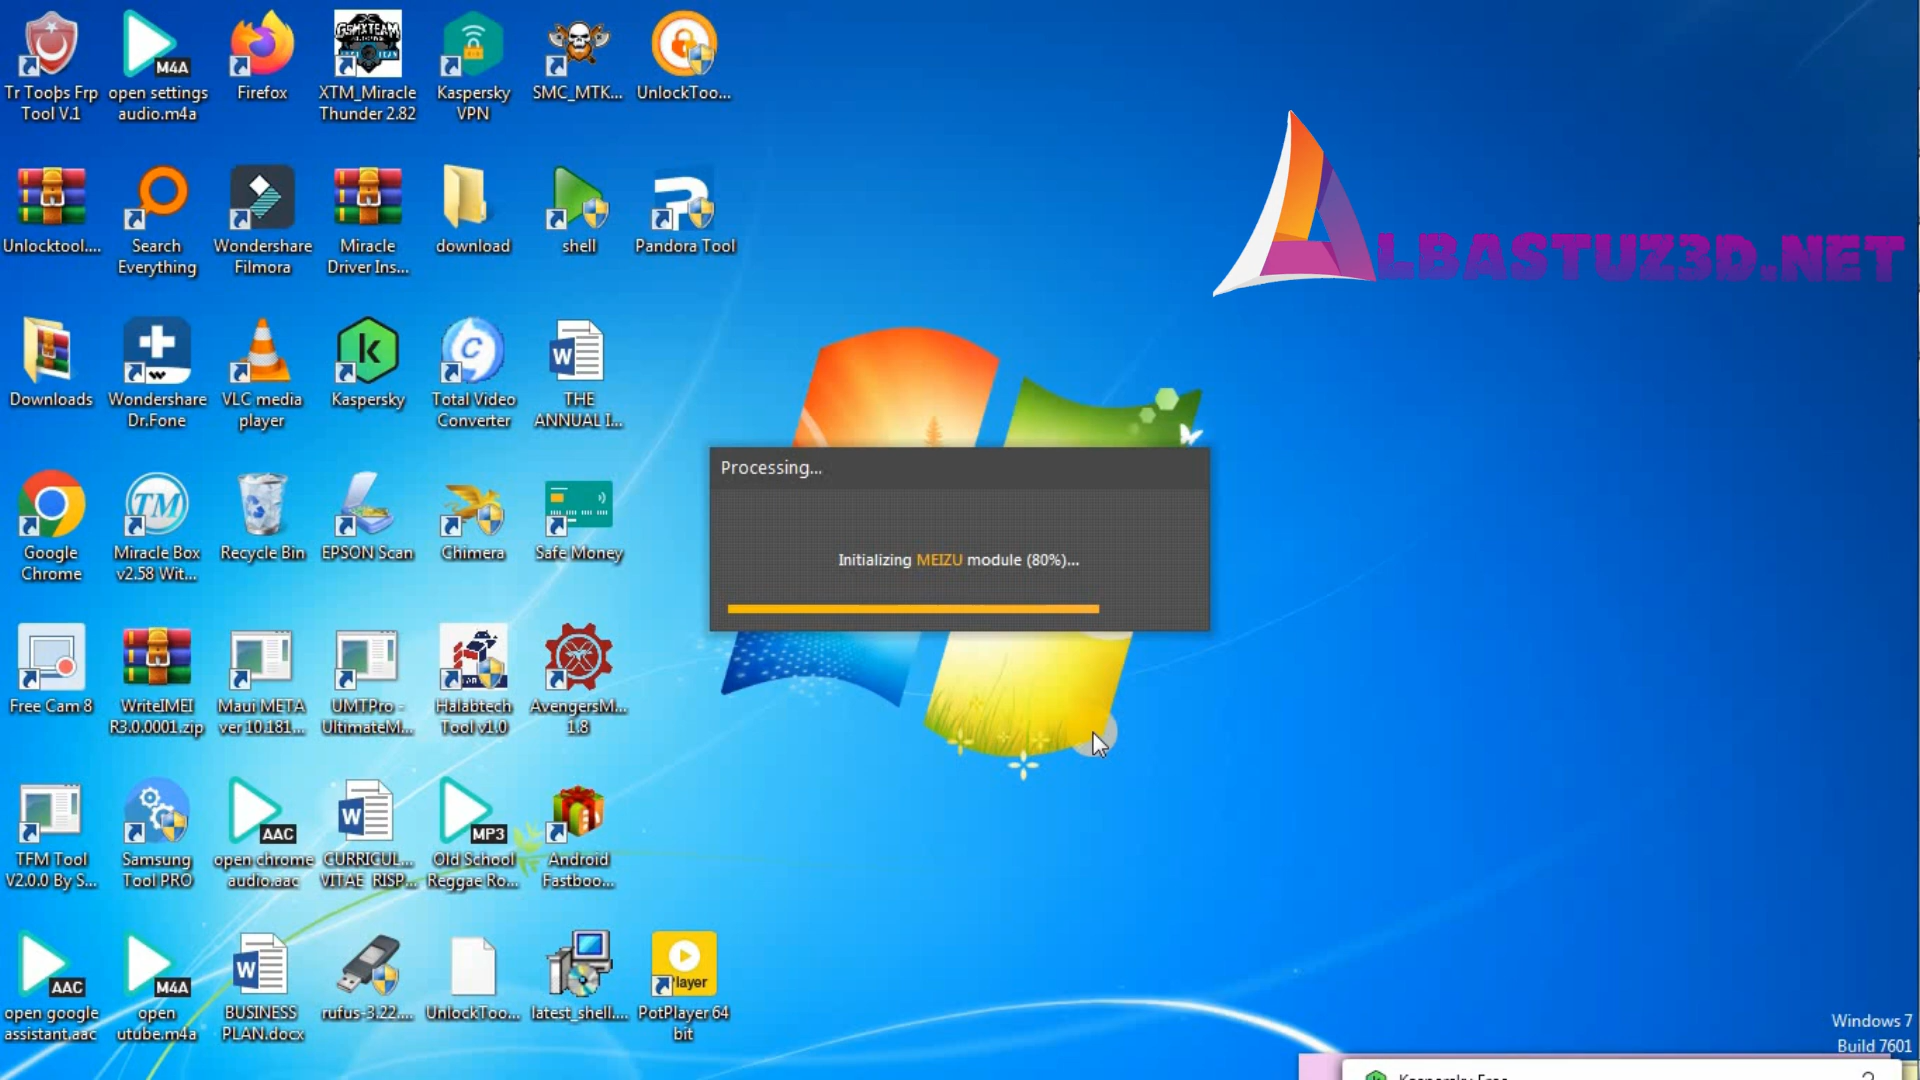 Tr Tooþs Frp
Tool V.1
M4A
open settings
audio.m4a
Firefox
GSMXTEAM
XTM_Miracle
Thunder 2.82
Kaspersky
VPN
SMC_MTK...
UnlockToo...
Unlocktool....
Search
Everything
Wondershare
Filmora
Miracle
Driver Ins...
download
shell
Pandora Tool
ALBASTUZ3D.NET
Downloads
Wondershare
Dr.Fone
VLC media
player
k
Kaspersky
C
Total Video
Converter
W
THE
ANNUAL I...
Processing...
Initializing MEIZU module (80%)...
Google
Chrome
TM
Miracle Box
v2.58 Wit...
Recycle Bin
EPSON Scan
Chimera
Safe Money
Free Cam 8
WriteIMEI
R3.0.0001.zip
Maui META
ver 10.181...
UMTPro -
UltimateM...
Halabtech
Tool v1.0
AvengersM...
1.8
TFM Tool
V2.0.0 By S...
Samsung
Tool PRO
AAC
open chrome
audio.aac
W
CURRICUL...
VITAE RISP...
MP3
Old School
Reggae Ro...
Android
Fastboo...
AAC
open google
assistant.aac
M4A
open
utube.m4a
W
BUSINESS
PLAN.docx
rufus-3.22....
UnlockToo...
latest_shell....
Player
PotPlayer 64
bit
Windows 7
Build 7601
Kaspersky Free
?